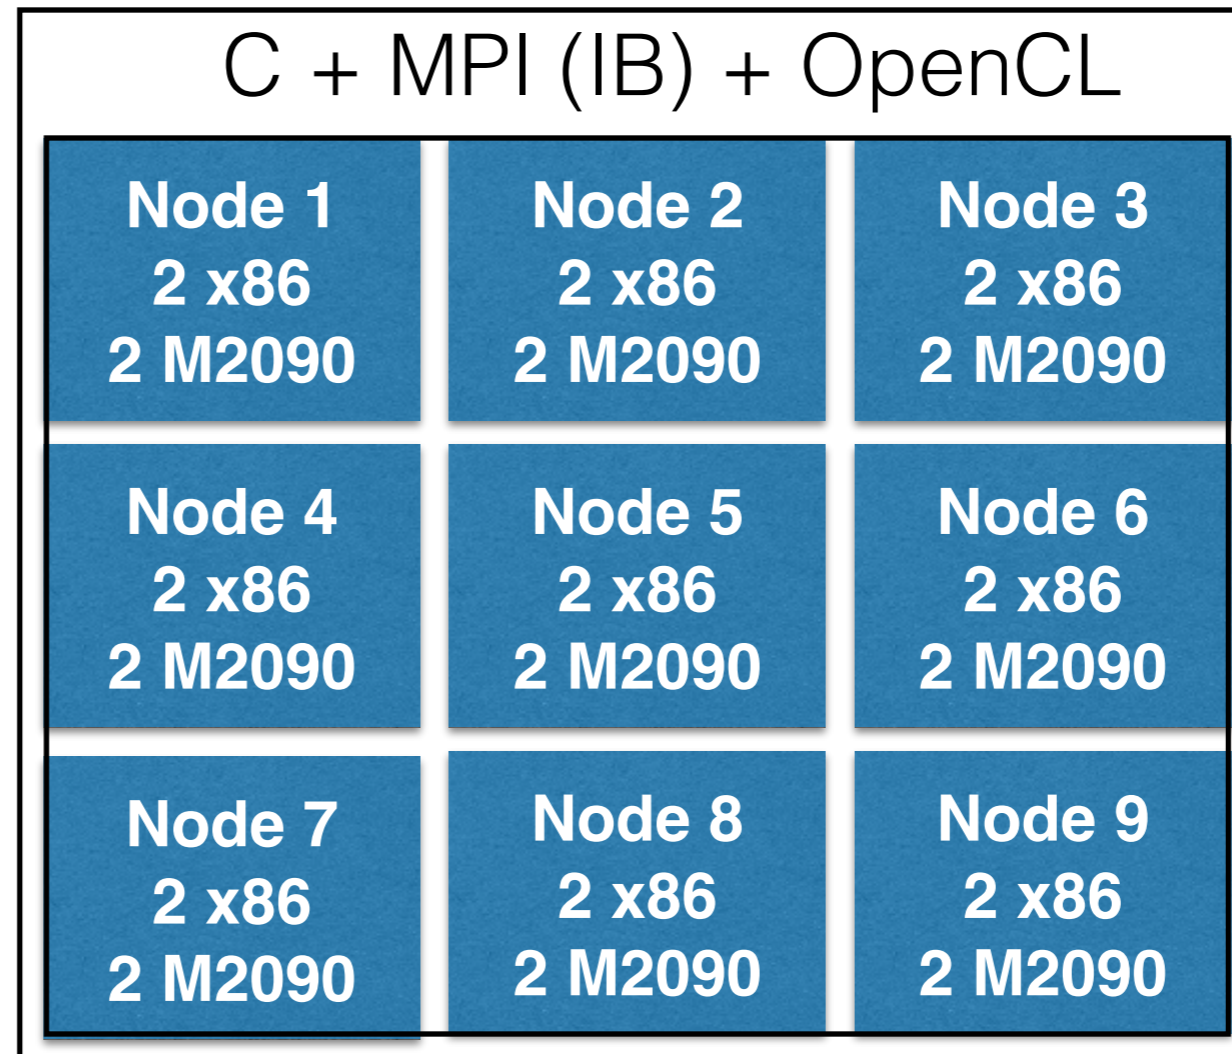 C + MPI (IB) + OpenCL
Node 1
2 x86
2 M2090
Node 2
2 x86
2 M2090
Node 3
2 x86
2 M2090
Node 4
2 x86
2 M2090
Node 5
2 x86
2 M2090
Node 6
2 x86
2 M2090
Node 7
2 x86
2 M2090
Node 8
2 x86
2 M2090
Node 9
2 x86
2 M2090